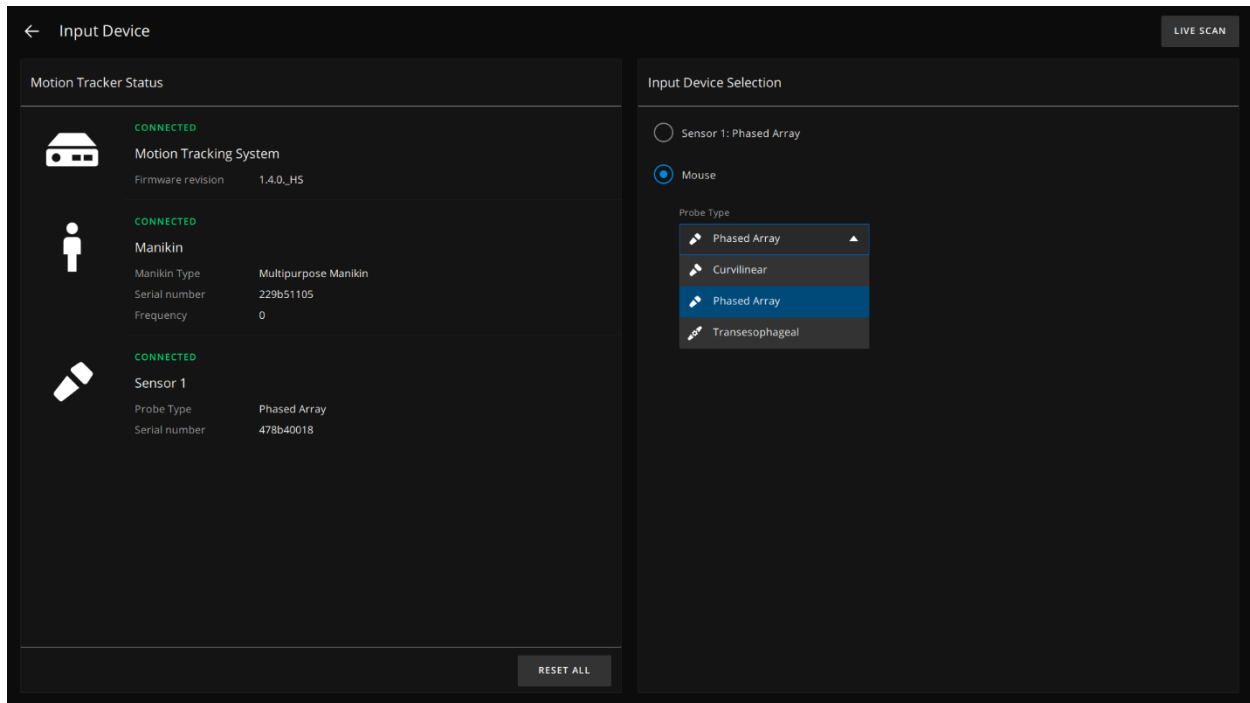 Input Device
LIVE SCAN
Motion Tracker Status
CONNECTED
Motion Tracking System
Firmware revision 1.4.0._HS
CONNECTED
Manikin
Manikin Type Multipurpose Manikin
Serial number 229b51105
Frequency 0
CONNECTED
Sensor 1
Probe Type Phased Array
Serial number 478b40018
RESET ALL
Input Device Selection
Sensor 1: Phased Array
Mouse
Probe Type
Phased Array
Curvilinear
Phased Array
Transesophageal